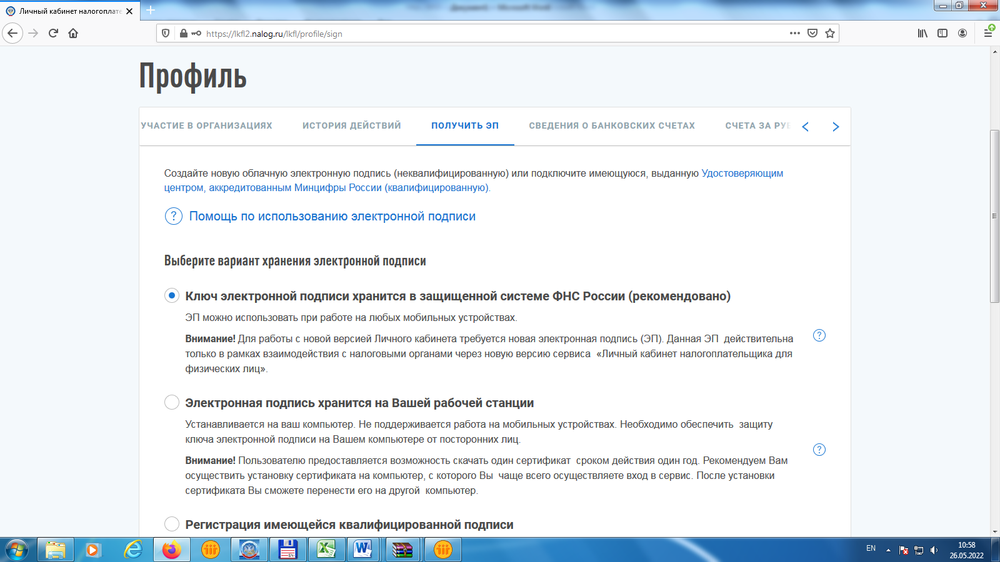 Личный кабинет налогоплате
https://lkfl2.nalog.ru/lkfl/profile/sign
Профиль
УЧАСТИЕ В ОРГАНИЗАЦИЯХ
ИСТОРИЯ ДЕЙСТВИЙ
ПОЛУЧИТЬ ЭП
СВЕДЕНИЯ О БАНКОВСКИХ СЧЕТАХ
СЧЕТА ЗА РУБ
Создайте новую облачную электронную подпись (неквалифицированную) или подключите имеющуюся, выданную Удостоверяющим
центром, аккредитованным Минцифры России (квалифицированную).
? Помощь по использованию электронной подписи
Выберите вариант хранения электронной подписи
Ключ электронной подписи хранится в защищенной системе ФНС России (рекомендовано)
ЭП можно использовать при работе на любых мобильных устройствах.
Внимание! Для работы с новой версией Личного кабинета требуется новая электронная подпись (ЭП). Данная ЭП действительна
только в рамках взаимодействия с налоговыми органами через новую версию сервиса «Личный кабинет налогоплательщика для
физических лиц».
?
Электронная подпись хранится на Вашей рабочей станции
Устанавливается на ваш компьютер. Не поддерживается работа на мобильных устройствах. Необходимо обеспечить защиту
ключа электронной подписи на Вашем компьютере от посторонних лиц.
Внимание! Пользователю предоставляется возможность скачать один сертификат сроком действия один год. Рекомендуем Вам
осуществить установку сертификата на компьютер, с которого Вы чаще всего осуществляете вход в сервис. После установки
сертификата Вы сможете перенести его на другой компьютер.
?
Регистрация имеющейся квалифицированной подписи
64
EN
10:58
26.05.2022